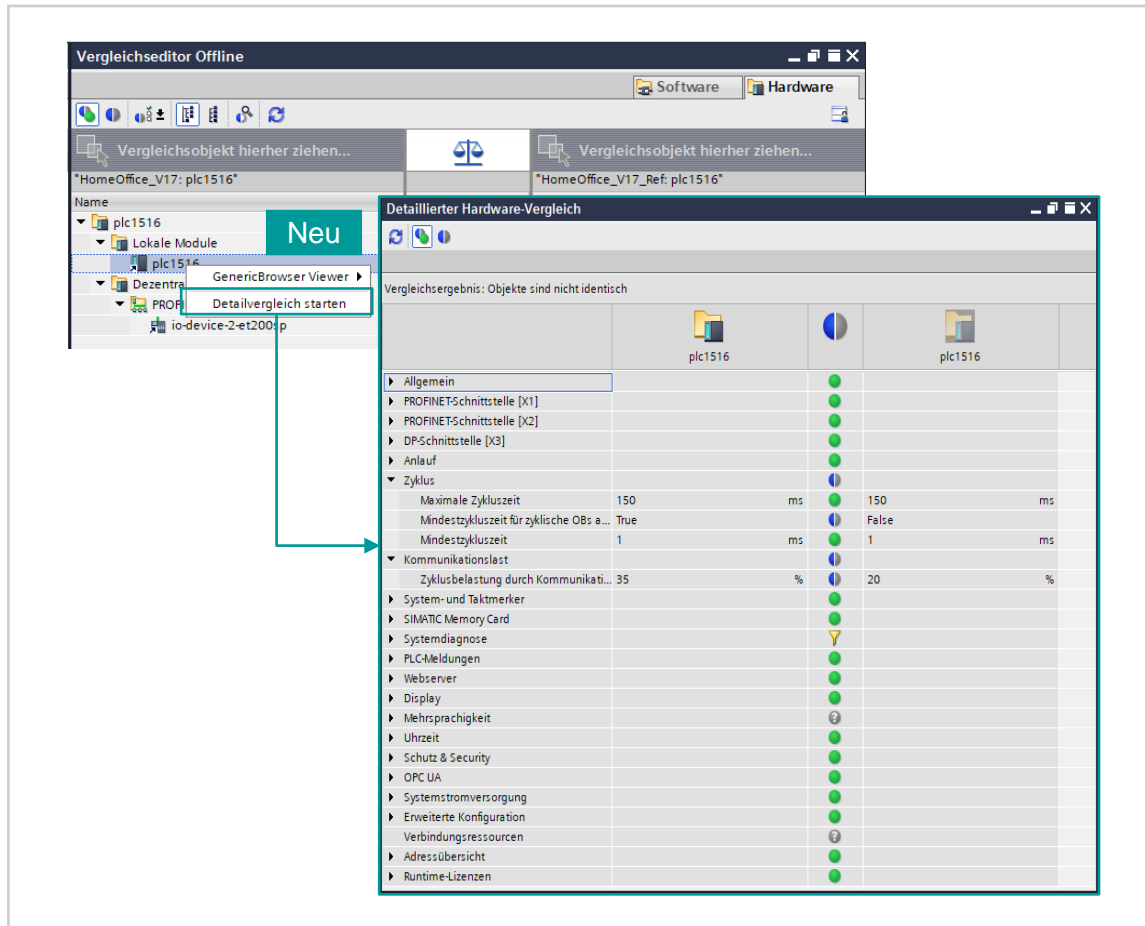 Vergleichseditor Offline
Software Hardware
Vergleichsobjekt hierher ziehen... Vergleichsobjekt hierher ziehen...
"HomeOffice_V17: plc1516" "HomeOffice_V17_Ref: plc1516"
Name
plc1516
Lokale Module
plc1516
Dezentra
PROFI
io-device-2-et200sp
Neu
GenericBrowser Viewer
Detailvergleich starten
Detaillierter Hardware-Vergleich
Vergleichsergebnis: Objekte sind nicht identisch
plc1516 plc1516
Allgemein
PROFINET-Schnittstelle [X1]
PROFINET-Schnittstelle [X2]
DP-Schnittstelle [X3]
Anlauf
Zyklus
Maximale Zykluszeit 150 ms 150 ms
Mindestzykluszeit für zyklische OBs a... True False
Mindestzykluszeit 1 ms 1 ms
Kommunikationslast
Zyklusbelastung durch Kommunikati... 35 % 20 %
System- und Taktmerker
SIMATIC Memory Card
Systemdiagnose
PLC-Meldungen
Webserver
Display
Mehrsprachigkeit
Uhrzeit
Schutz & Security
OPC UA
Systemstromversorgung
Erweiterte Konfiguration
Verbindungsressourcen
Adressübersicht
Runtime-Lizenzen